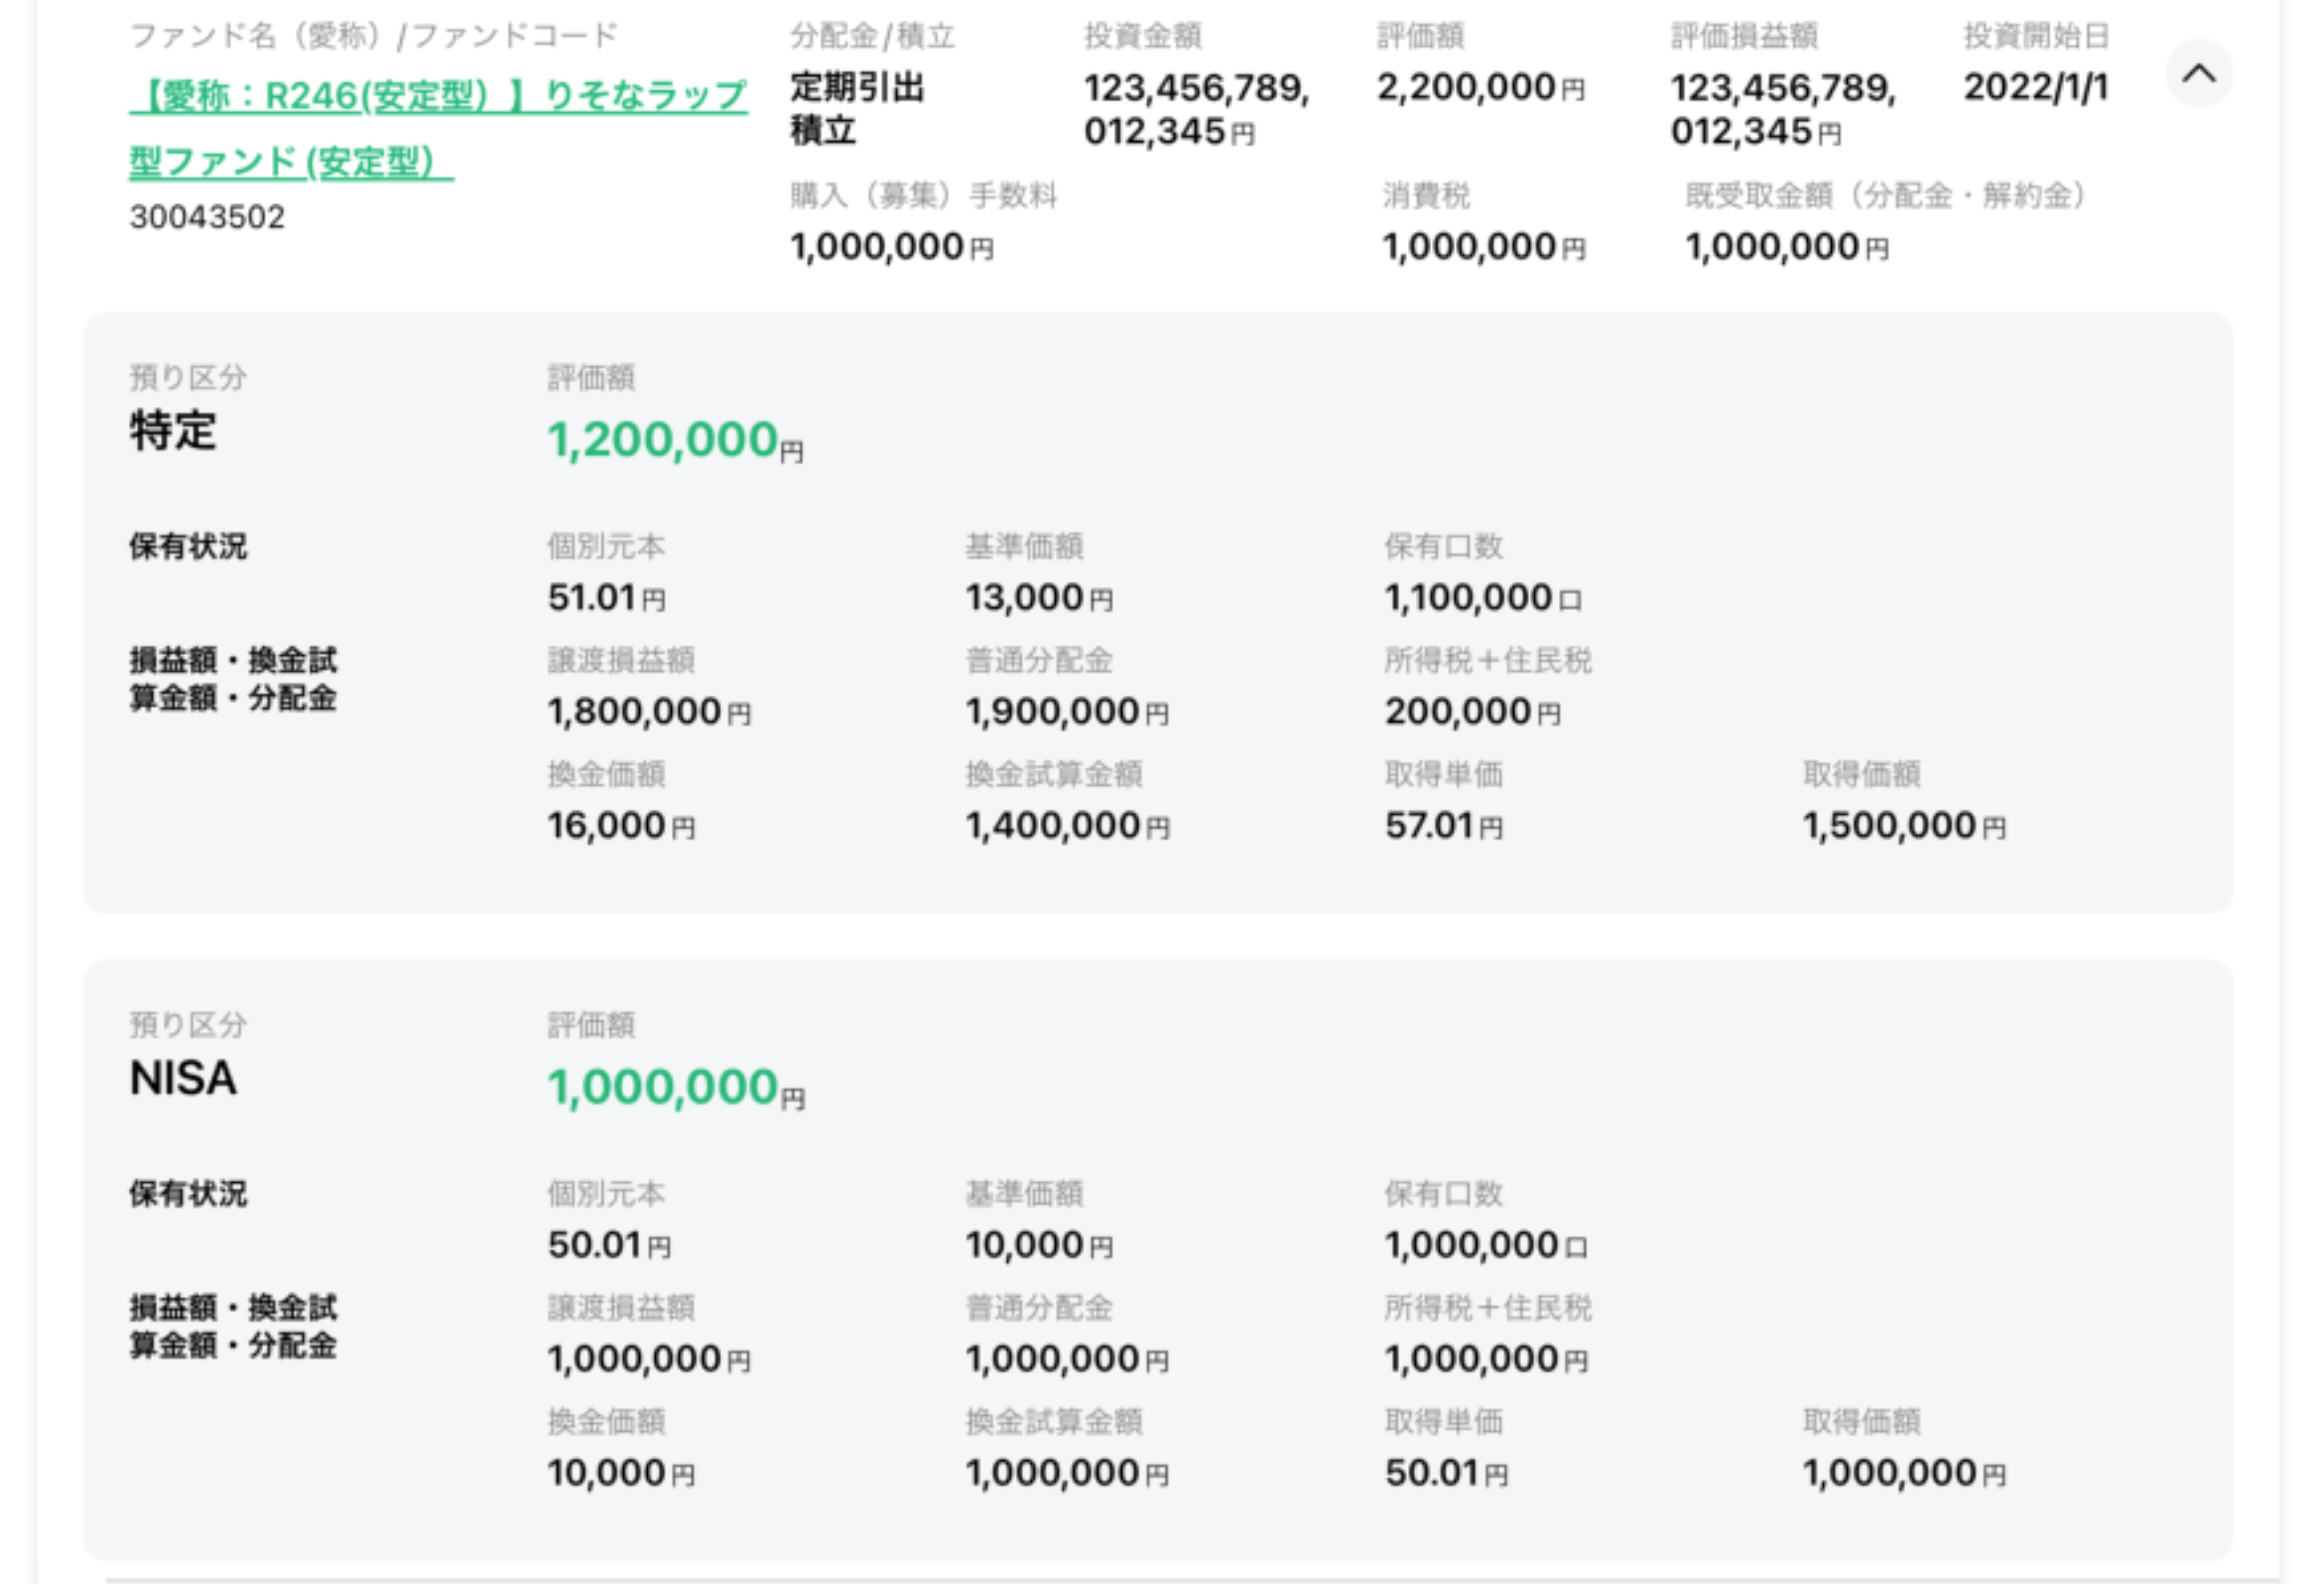 ファンド名（愛称）/ファンドコード
【愛称：R246(安定型）】りそなラップ
型ファンド(安定型）
30043502
分配金/積立
定期引出
積立
投資金額
123,456,789,
012,345円
評価額
2,200,000円
評価損益額
123,456,789,
012,345円
投資開始日
2022/1/1
購入（募集）手数料
1,000,000円
消費税
1,000,000円
既受取金額（分配金・解約金）
1,000,000円
預り区分
特定
評価額
1,200,000円
保有状況
個別元本
51.01円
基準価額
13,000円
保有口数
1,100,000口
損益額・換金試
算金額・分配金
譲渡損益額
1,800,000円
普通分配金
1,900,000円
所得税＋住民税
200,000円
換金価額
16,000円
換金試算金額
1,400,000円
取得単価
57.01円
取得価額
1,500,000円
預り区分
NISA
評価額
1,000,000円
保有状況
個別元本
50.01円
基準価額
10,000円
保有口数
1,000,000口
損益額・換金試
算金額・分配金
譲渡損益額
1,000,000円
普通分配金
1,000,000円
所得税＋住民税
1,000,000円
換金価額
10,000円
換金試算金額
1,000,000円
取得単価
50.01円
取得価額
1,000,000円